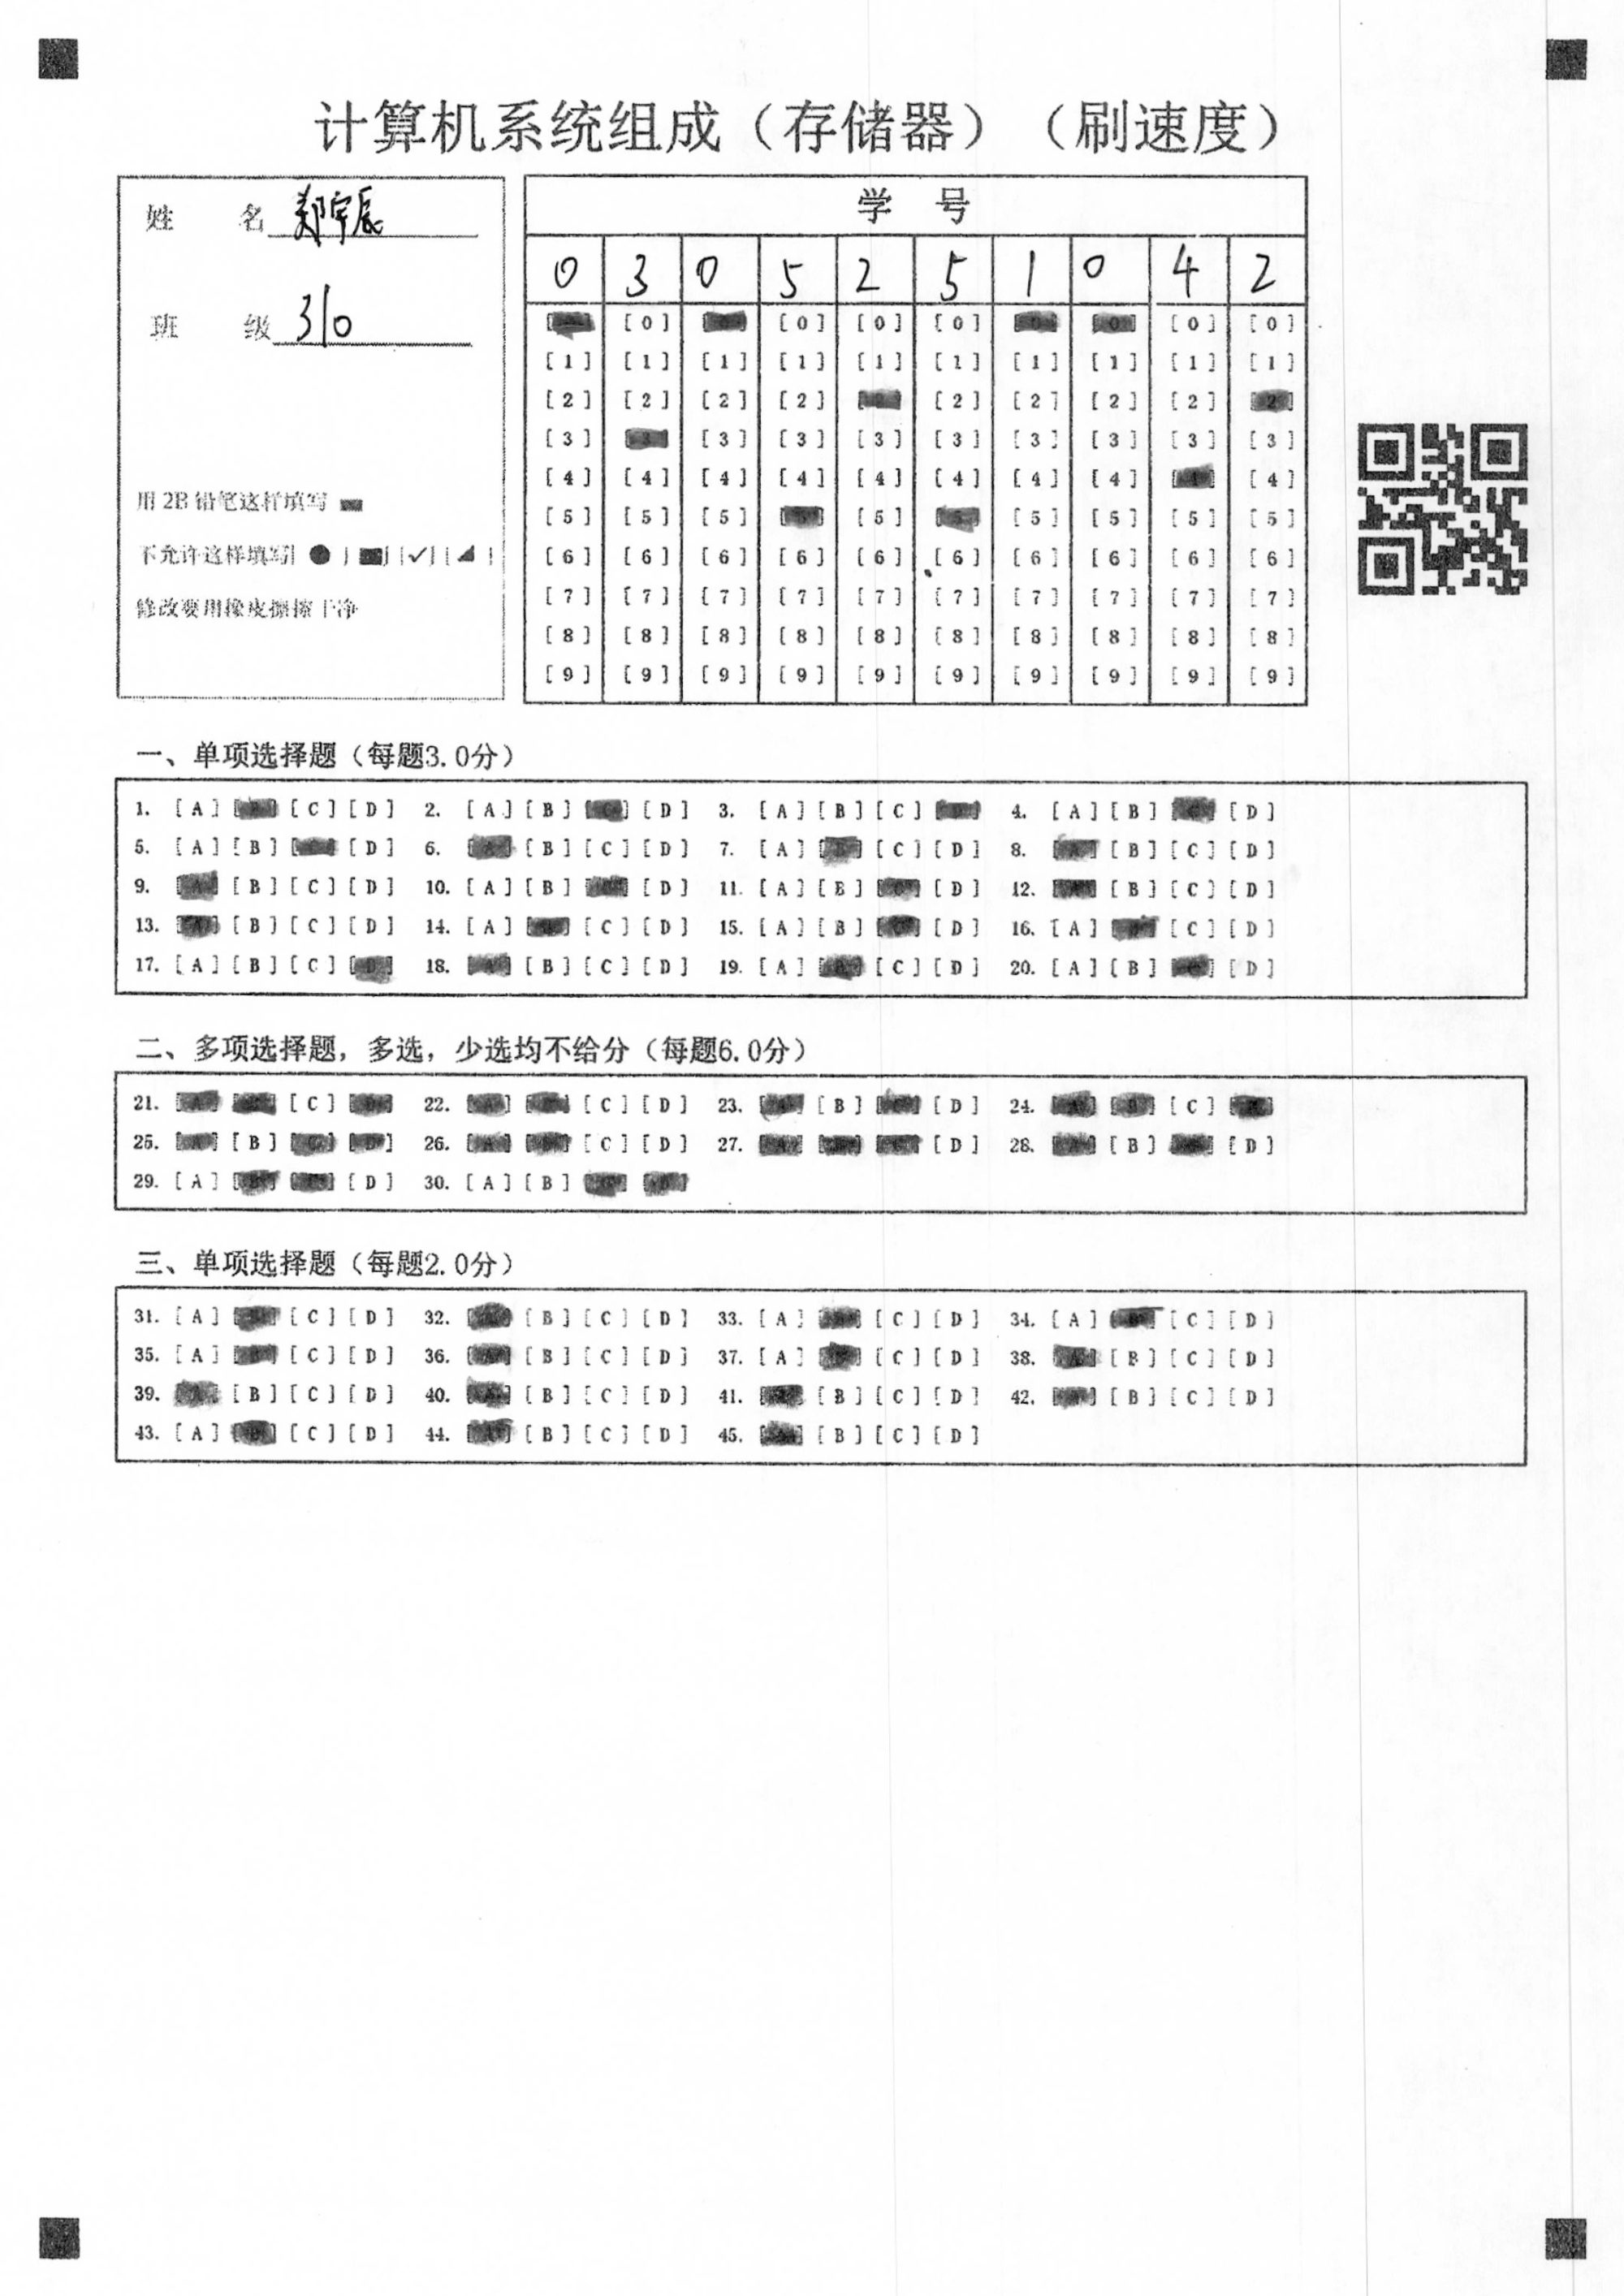 计算机系统组成（存储器）（刷速度）
姓 名 郑宇辰
班 级 310
用2B铅笔这样填写
不允许这样填写
修改要用橡皮擦擦干净
学 号
0 3 0 5 2 5 1 0 4 2
[0] [0] [0] [0] [0] [0]
[1] [1] [1] [1] [1] [1] [1] [1] [1] [1]
[2] [2] [2] [2] [2] [2] [2] [2]
[3] [3] [3] [3] [3] [3] [3] [3] [3]
[4] [4] [4] [4] [4] [4] [4] [4] [4]
[5] [5] [5] [5] [5] [5] [5] [5]
[6] [6] [6] [6] [6] [6] [6] [6] [6] [6]
[7] [7] [7] [7] [7] [7] [7] [7] [7] [7]
[8] [8] [8] [8] [8] [8] [8] [8] [8] [8]
[9] [9] [9] [9] [9] [9] [9] [9] [9] [9]
一、单项选择题（每题3.0分）
1. [A] [C] [D] 2. [A] [B] [D] 3. [A] [B] [C] 4. [A] [B] [D]
5. [A] [B] [D] 6. [B] [C] [D] 7. [A] [C] [D] 8. [B] [C] [D]
9. [B] [C] [D] 10. [A] [B] [D] 11. [A] [B] [D] 12. [B] [C] [D]
13. [B] [C] [D] 14. [A] [C] [D] 15. [A] [B] [D] 16. [A] [C] [D]
17. [A] [B] [C] 18. [B] [C] [D] 19. [A] [C] [D] 20. [A] [B] [D]
二、多项选择题，多选，少选均不给分（每题6.0分）
21. [C] 22. [C] [D] 23. [B] [D] 24. [C]
25. [B] 26. [C] [D] 27. [D] 28. [B] [D]
29. [A] [D] 30. [A] [B]
三、单项选择题（每题2.0分）
31. [A] [C] [D] 32. [B] [C] [D] 33. [A] [C] [D] 34. [A] [C] [D]
35. [A] [C] [D] 36. [B] [C] [D] 37. [A] [C] [D] 38. [B] [C] [D]
39. [B] [C] [D] 40. [B] [C] [D] 41. [B] [C] [D] 42. [B] [C] [D]
43. [A] [C] [D] 44. [B] [C] [D] 45. [B] [C] [D]